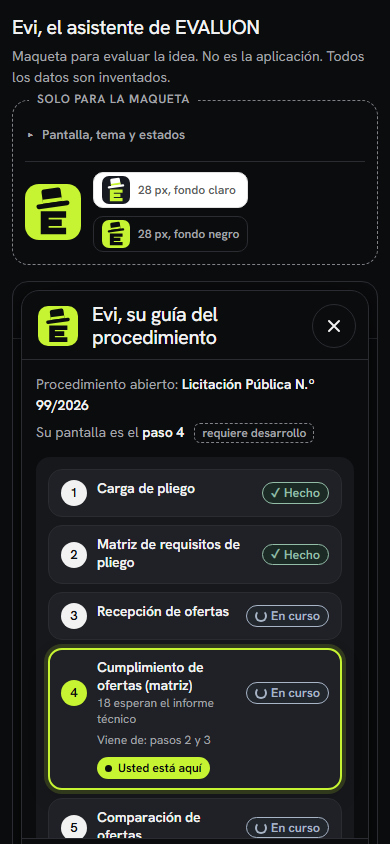 Evi, el asistente de EVALUON
Maqueta para evaluar la idea. No es la aplicación. Todos
los datos son inventados.
SOLO PARA LA MAQUETA
Pantalla, tema y estados
E
E
28 px, fondo claro
E
28 px, fondo negro
E
Evi, su guía del
procedimiento
Procedimiento abierto: Licitación Pública N.º
99/2026
Su pantalla es el paso 4
requiere desarrollo
1
Carga de pliego
✓ Hecho
2
Matriz de requisitos de
pliego
✓ Hecho
3
Recepción de ofertas
En curso
4
Cumplimiento de
ofertas (matriz)
En curso
18 esperan el informe
técnico
Viene de: pasos 2 y 3
Usted está aquí
5
Comparación de
ofertas
En curso